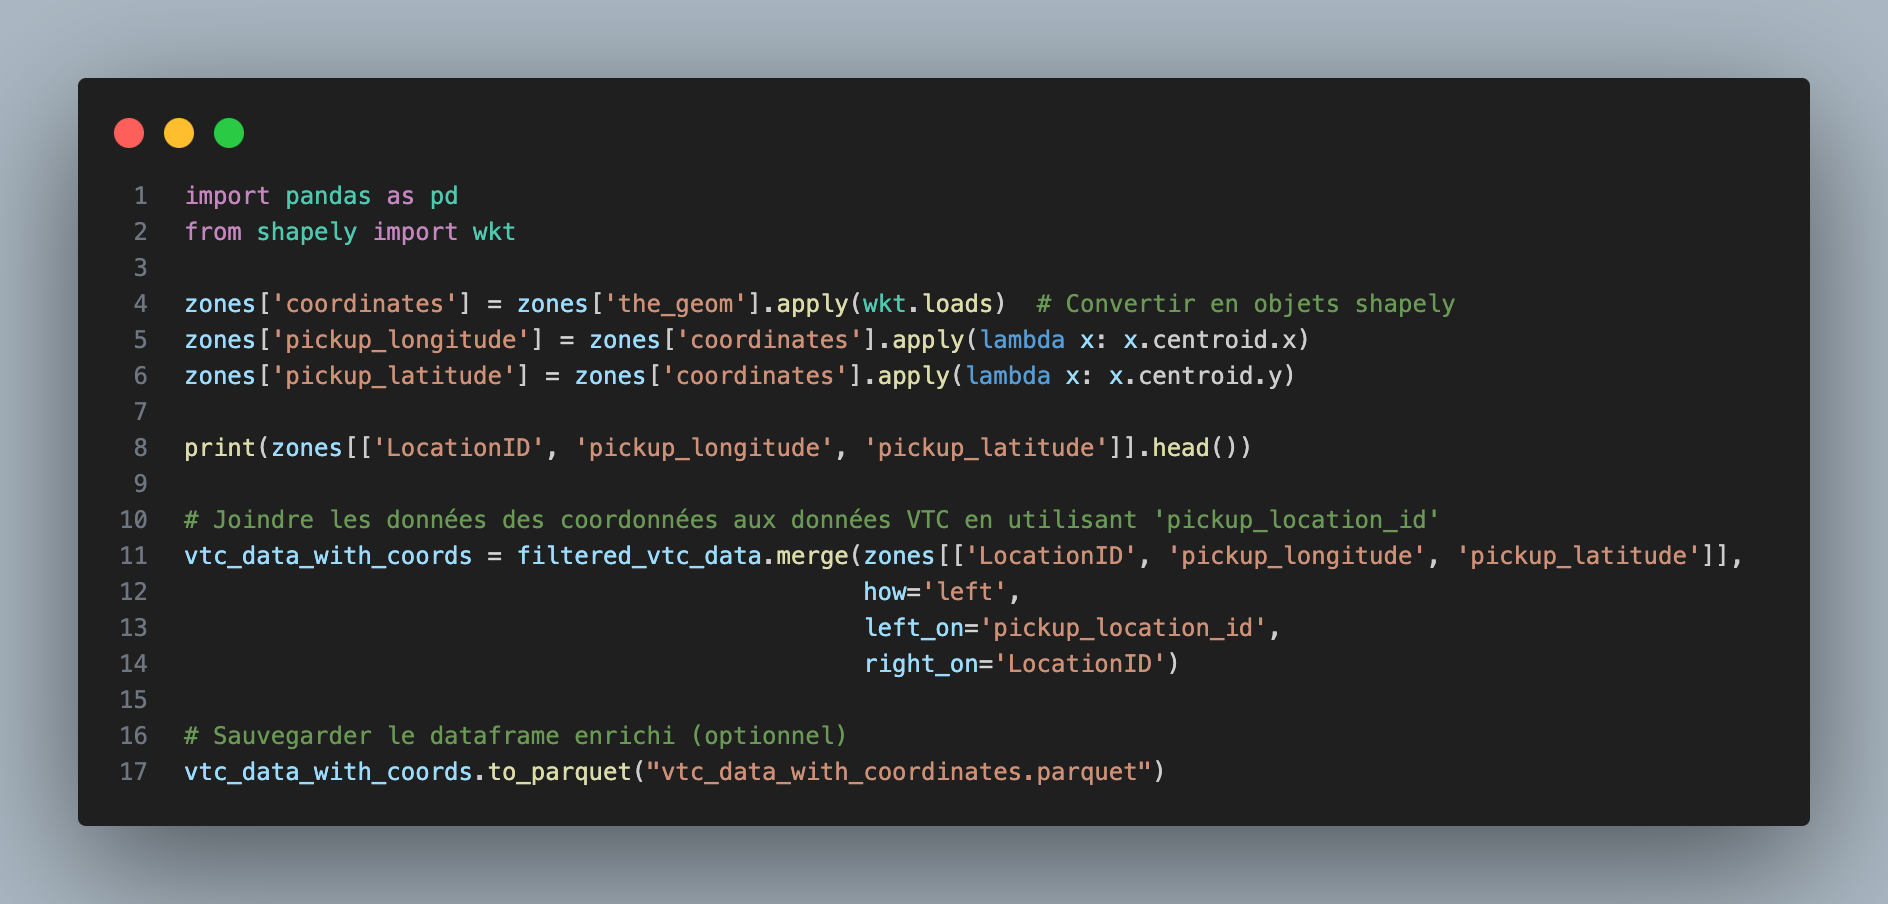 1 import pandas as pd
2 from shapely import wkt
3
4 zones['coordinates'] = zones['the_geom'].apply(wkt.loads)  # Convertir en objets shapely
5 zones['pickup_longitude'] = zones['coordinates'].apply(lambda x: x.centroid.x)
6 zones['pickup_latitude'] = zones['coordinates'].apply(lambda x: x.centroid.y)
7
8 print(zones[['LocationID', 'pickup_longitude', 'pickup_latitude']].head())
9
10 # Joindre les données des coordonnées aux données VTC en utilisant 'pickup_location_id'
11 vtc_data_with_coords = filtered_vtc_data.merge(zones[['LocationID', 'pickup_longitude', 'pickup_latitude']],
12                                                how='left',
13                                                left_on='pickup_location_id',
14                                                right_on='LocationID')
15
16 # Sauvegarder le dataframe enrichi (optionnel)
17 vtc_data_with_coords.to_parquet("vtc_data_with_coordinates.parquet")